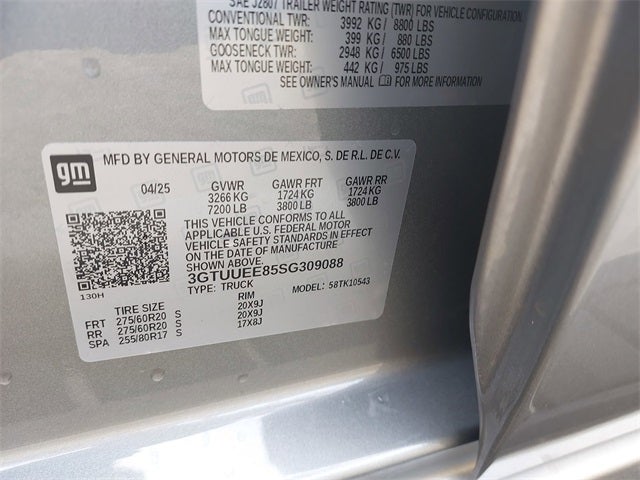 SAE J2807 TRAILER WEIGHT RATING (TWR) FOR VEHICLE CONFIGURATION.
CONVENTIONAL TWR: 3992 KG / 8800 LBS
MAX TONGUE WEIGHT: 399 KG / 880 LBS
GOOSENECK TWR: 2948 KG / 6500 LBS
MAX TONGUE WEIGHT: 442 KG / 975 LBS
SEE OWNER'S MANUAL FOR MORE INFORMATION
gm
gm MFD BY GENERAL MOTORS DE MEXICO, S. DE R.L. DE C.V.
04/25 GVWR GAWR FRT GAWR RR
3266 KG 1724 KG 1724 KG
7200 LB 3800 LB 3800 LB
THIS VEHICLE CONFORMS TO ALL
APPLICABLE U.S. FEDERAL MOTOR
VEHICLE SAFETY STANDARDS IN EFFECT
ON THE DATE OF MANUFACTURE
SHOWN ABOVE.
3GTUUEE85SG309088
TYPE: TRUCK MODEL: 58TK10543
130H
TIRE SIZE RIM
FRT 275/60R20 S 20X9J
RR 275/60R20 S 20X9J
SPA 255/80R17 S 17X8J